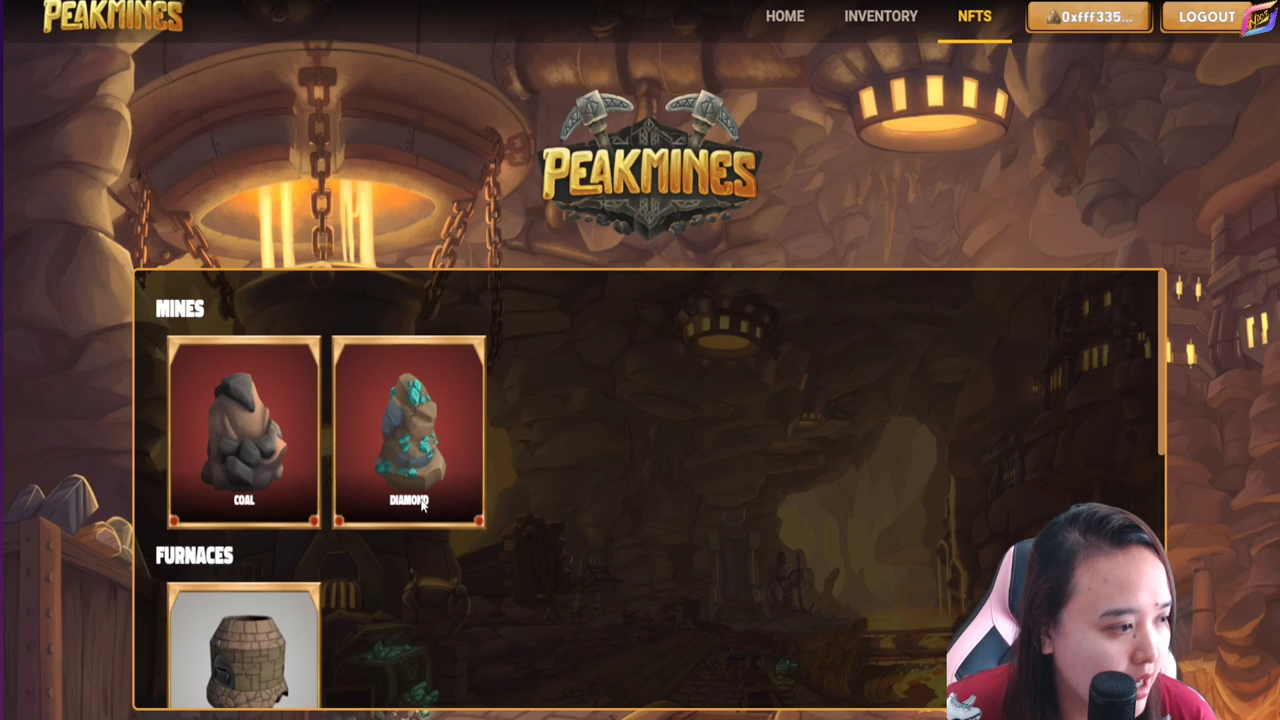 PEAKMINES
HOME
INVENTORY
NFTS
0xfff335...
LOGOUT
PEAKMINES
MINES
COAL
DIAMOND
FURNACES